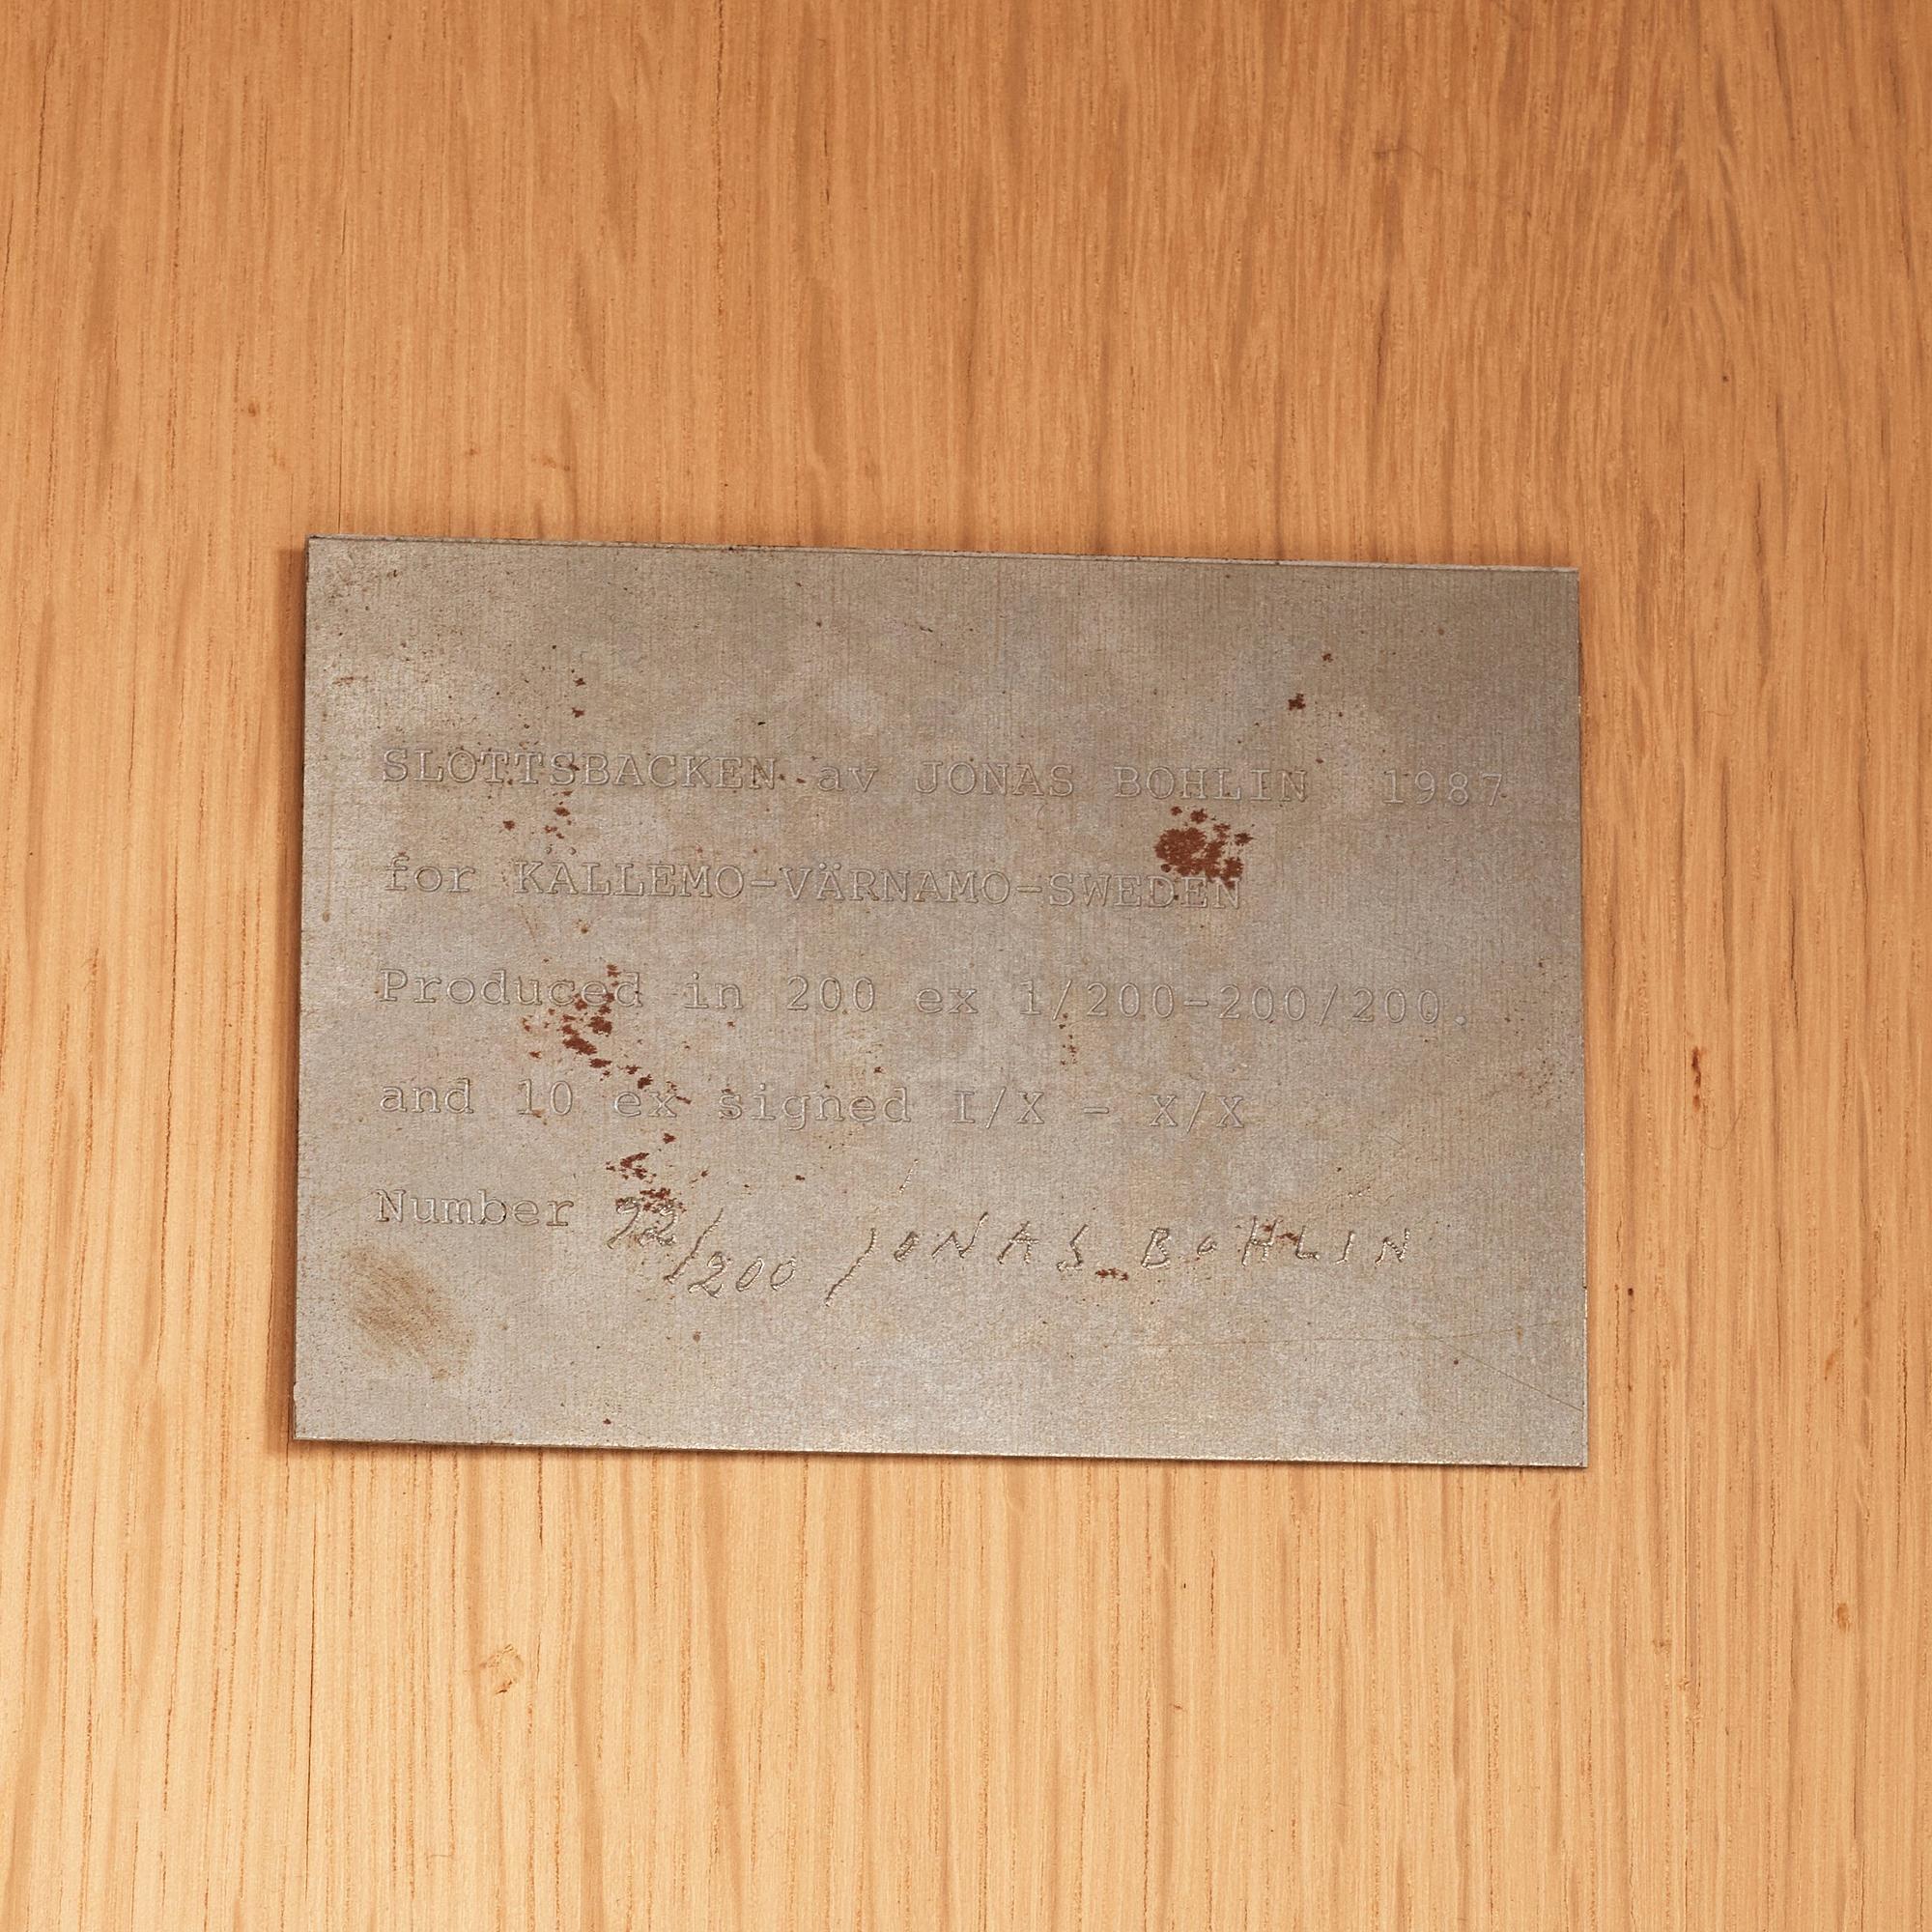 SLOTTSBACKEN av JONAS BOHLIN 1987
for KALLEMO-VÄRNAMO-SWEDEN
Produced in 200 ex 1/200-200/200.
and 10 ex signed I/X - X/X
Number 92/200 JONAS BOHLIN